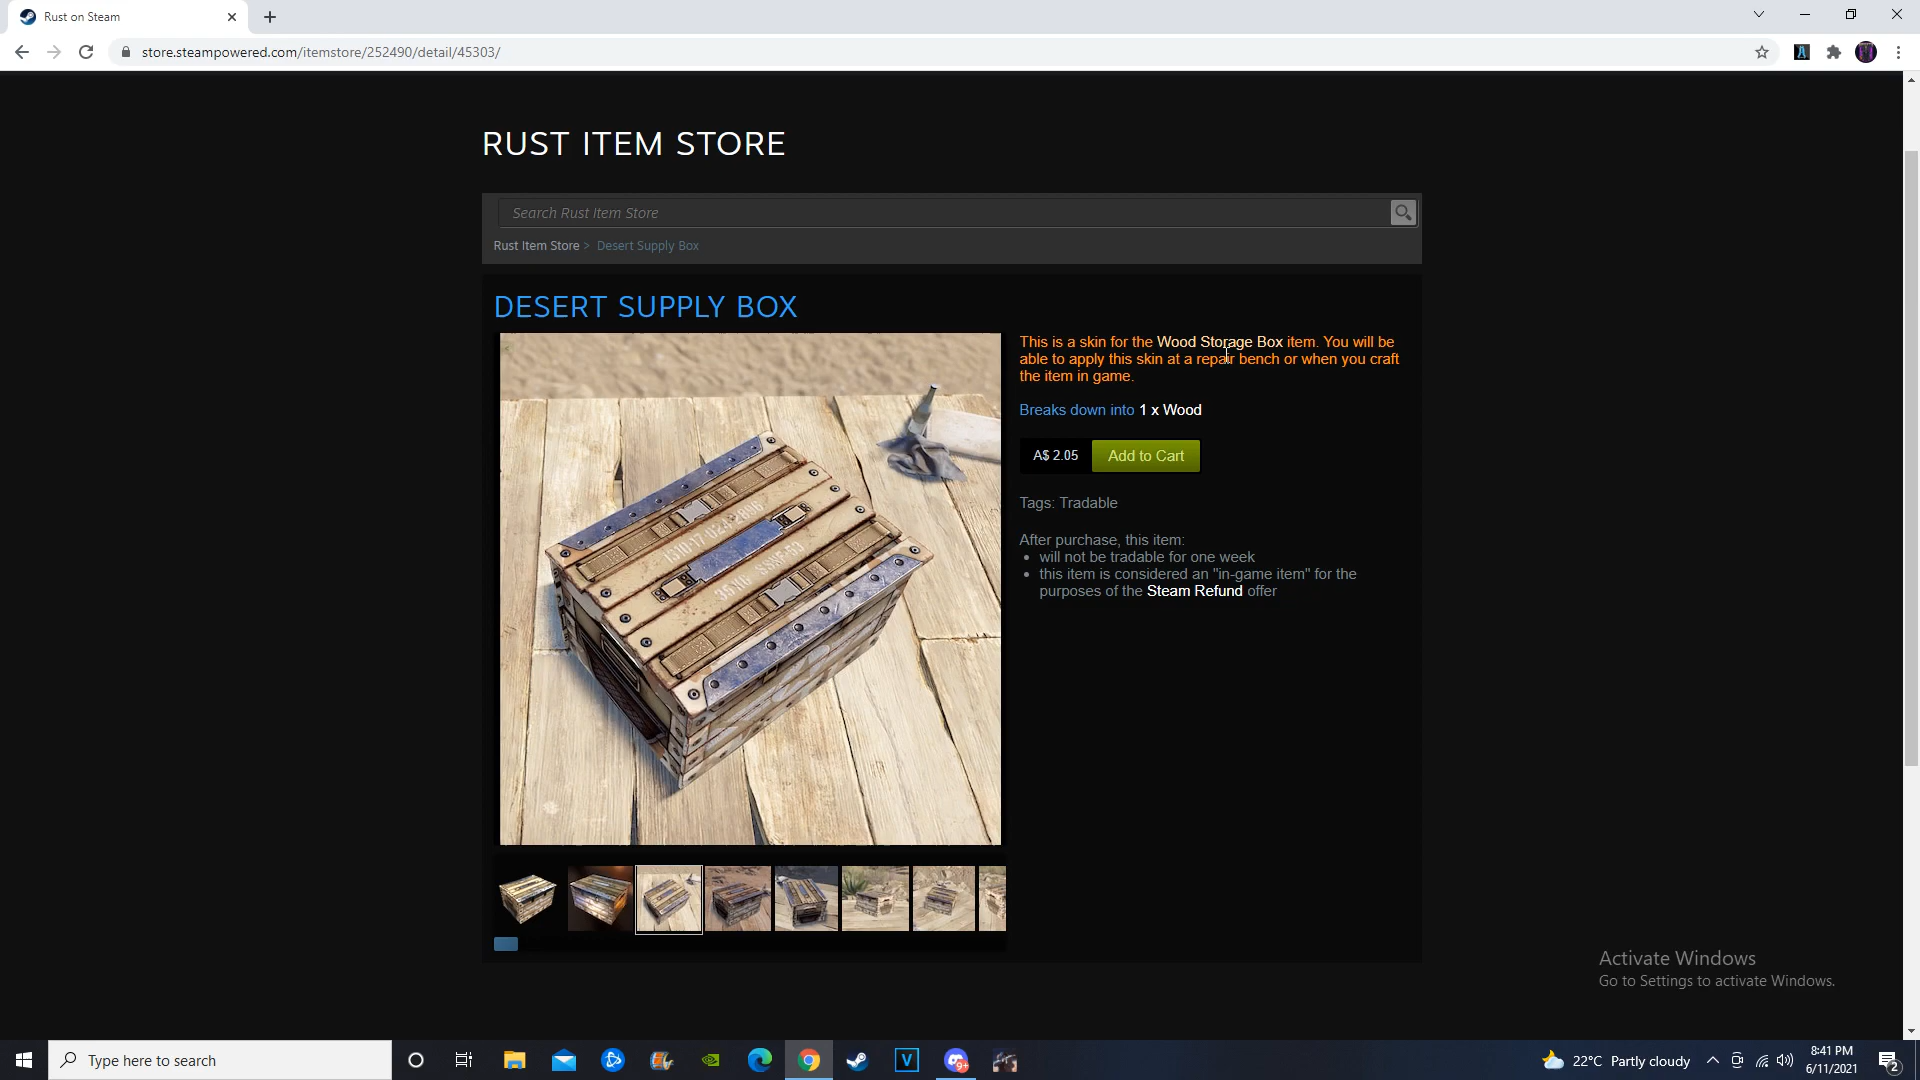 Rust on Steam
store.steampowered.com/itemstore/252490/detail/45303/
RUST ITEM STORE
Search Rust Item Store
Rust Item Store > Desert Supply Box
DESERT SUPPLY BOX
This is a skin for the Wood Storage Box item. You will be
able to apply this skin at a repair bench or when you craft
the item in game.
Breaks down into 1 x Wood
A$ 2.05 Add to Cart
Tags: Tradable
After purchase, this item:
will not be tradable for one week
this item is considered an "in-game item" for the
purposes of the Steam Refund offer
Activate Windows
Go to Settings to activate Windows.
Type here to search
V
9+
22°C Partly cloudy
8:41 PM
6/11/2021
2